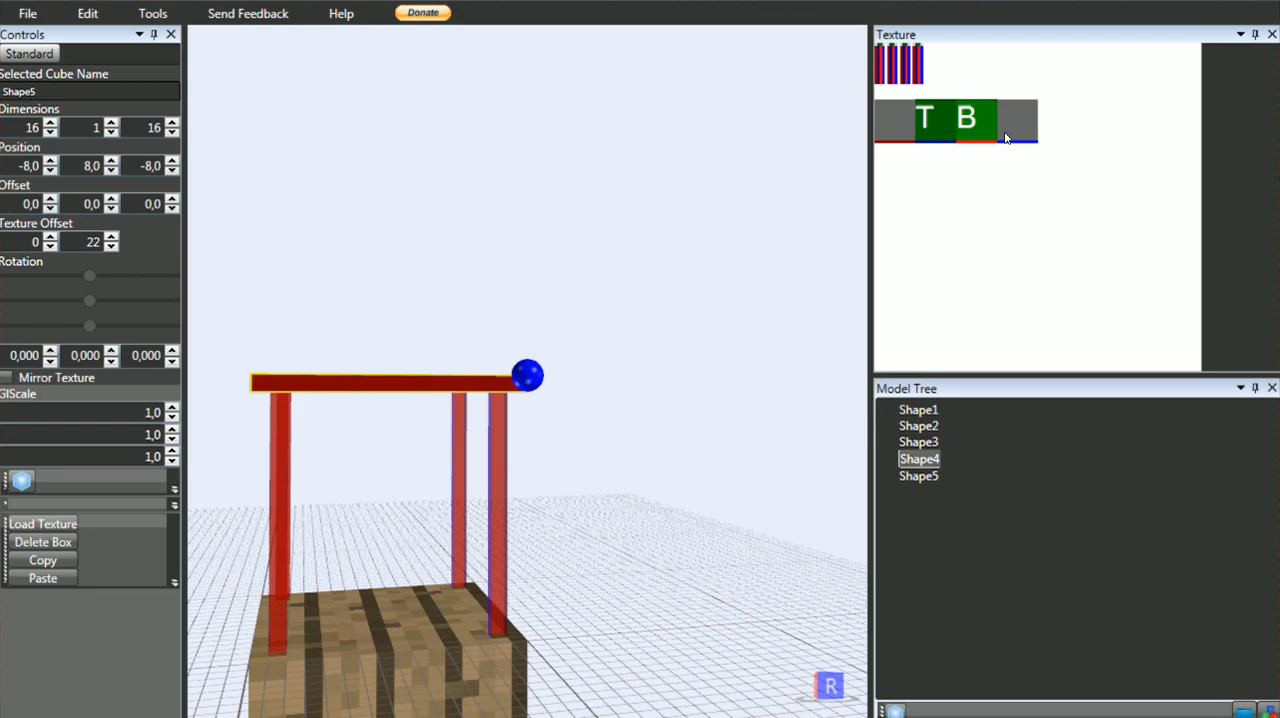 File Edit Tools Send Feedback Help Donate
Controls
Standard
Selected Cube Name
Shape5
Dimensions
16 1 16
Position
-8,0 8,0 -8,0
Offset
0,0 0,0 0,0
Texture Offset
0 22
Rotation
0,000 0,000 0,000
Mirror Texture
GlScale
1,0
1,0
1,0
Load Texture
Delete Box
Copy
Paste
R
Texture
T B
Model Tree
Shape1
Shape2
Shape3
Shape4
Shape5